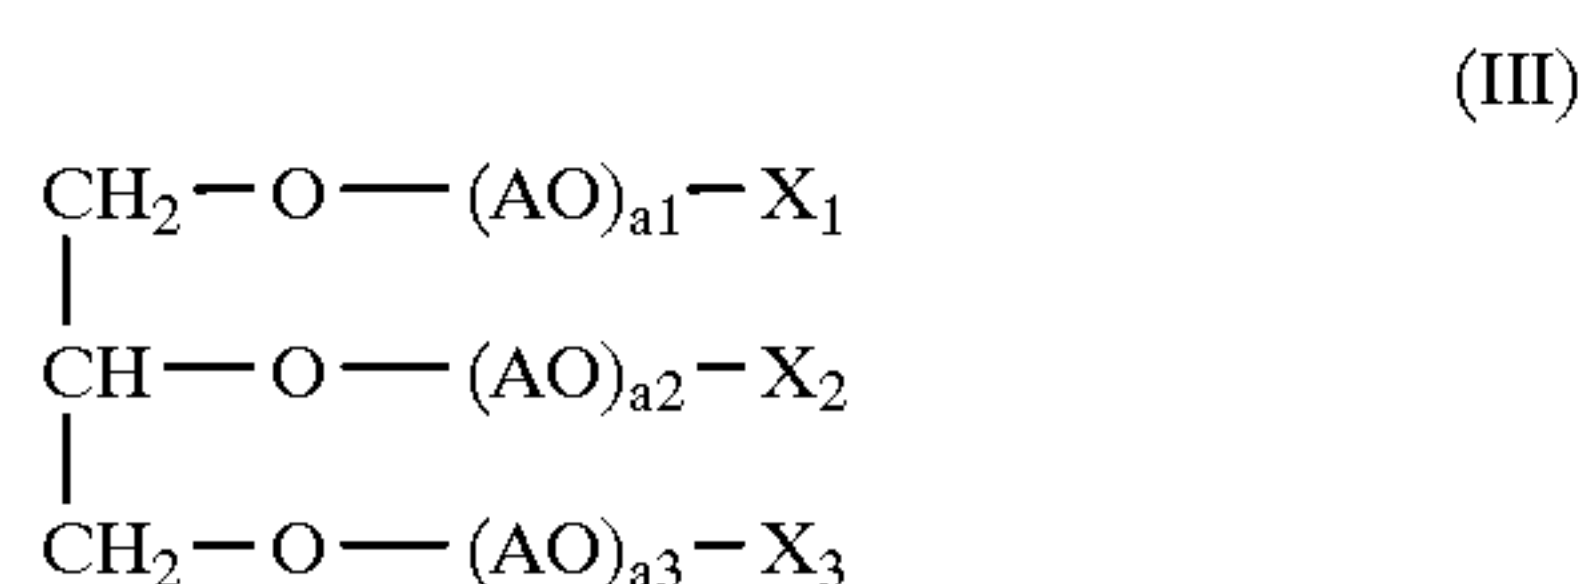 (III)
CH₂—O—(AO)ₐ₁—X₁
CH—O—(AO)ₐ₂—X₂
CH₂—O—(AO)ₐ₃—X₃